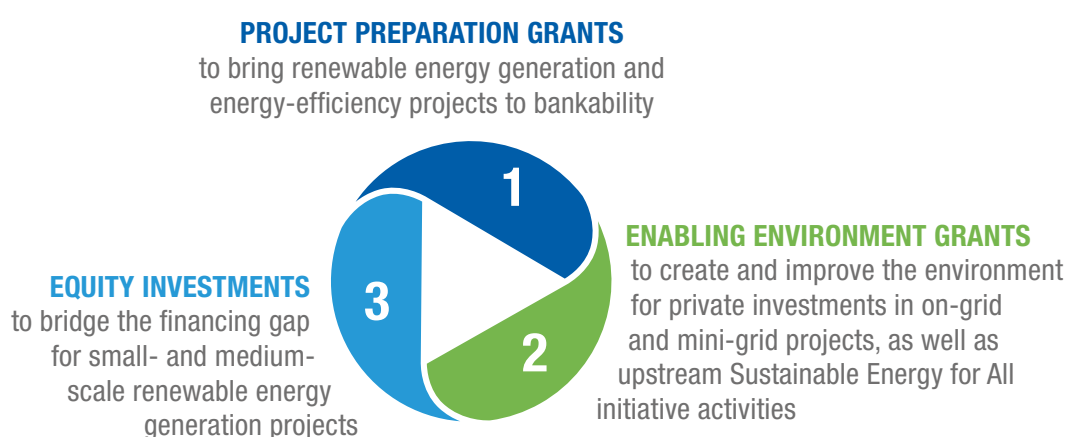 PROJECT PREPARATION GRANTS
to bring renewable energy generation and
energy-efficiency projects to bankability
1
ENABLING ENVIRONMENT GRANTS
to create and improve the environment
for private investments in on-grid
and mini-grid projects, as well as
upstream Sustainable Energy for All
initiative activities
2
EQUITY INVESTMENTS
to bridge the financing gap
for small- and medium-
scale renewable energy
generation projects
3